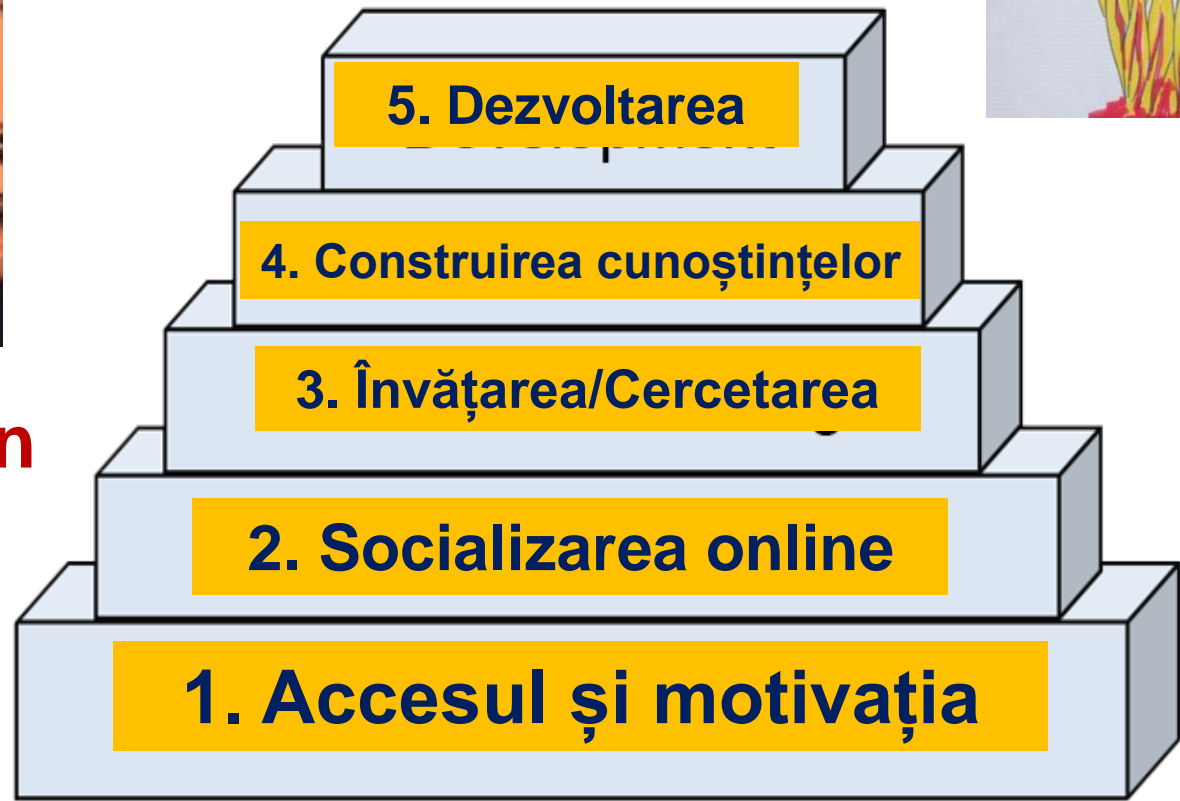 5. Dezvoltarea
4. Construirea cunoștințelor
3. Învățarea/Cercetarea
n
2. Socializarea online
1. Accesul și motivația